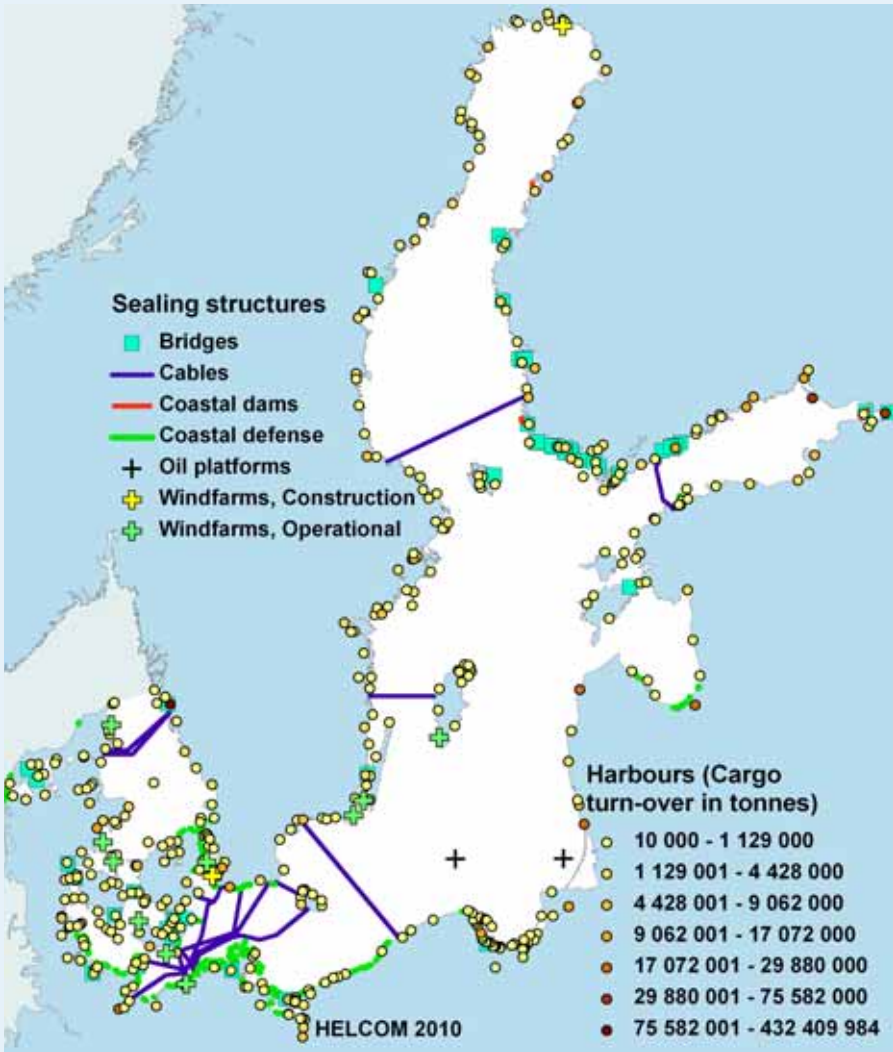 Sealing structures
Bridges
Cables
Coastal dams
Coastal defense
Oil platforms
Windfarms, Construction
Windfarms, Operational
Harbours (Cargo
turn-over in tonnes)
10 000 - 1 129 000
1 129 001 - 4 428 000
4 428 001 - 9 062 000
9 062 001 - 17 072 000
17 072 001 - 29 880 000
29 880 001 - 75 582 000
75 582 001 - 432 409 984
HELCOM 2010